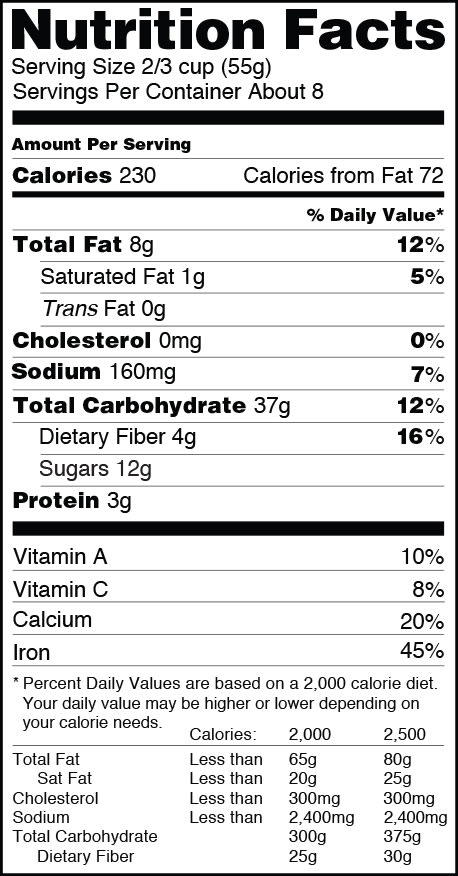 Nutrition Facts
Serving Size 2/3 cup (55g)
Servings Per Container About 8
Amount Per Serving
Calories 230 Calories from Fat 72
% Daily Value*
Total Fat 8g 12%
Saturated Fat 1g 5%
Trans Fat 0g
Cholesterol 0mg 0%
Sodium 160mg 7%
Total Carbohydrate 37g 12%
Dietary Fiber 4g 16%
Sugars 12g
Protein 3g
Vitamin A 10%
Vitamin C 8%
Calcium 20%
Iron 45%
* Percent Daily Values are based on a 2,000 calorie diet.
Your daily value may be higher or lower depending on
your calorie needs.
Calories: 2,000 2,500
Total Fat Less than 65g 80g
Sat Fat Less than 20g 25g
Cholesterol Less than 300mg 300mg
Sodium Less than 2,400mg 2,400mg
Total Carbohydrate 300g 375g
Dietary Fiber 25g 30g